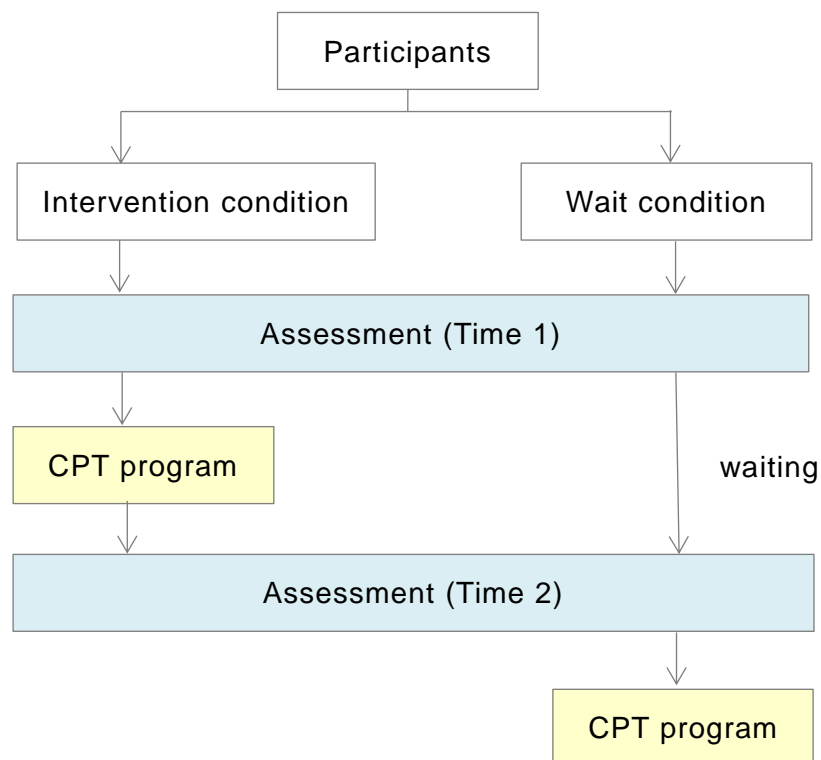 Participants
Intervention condition
Wait condition
Assessment (Time 1)
CPT program
waiting
Assessment (Time 2)
CPT program